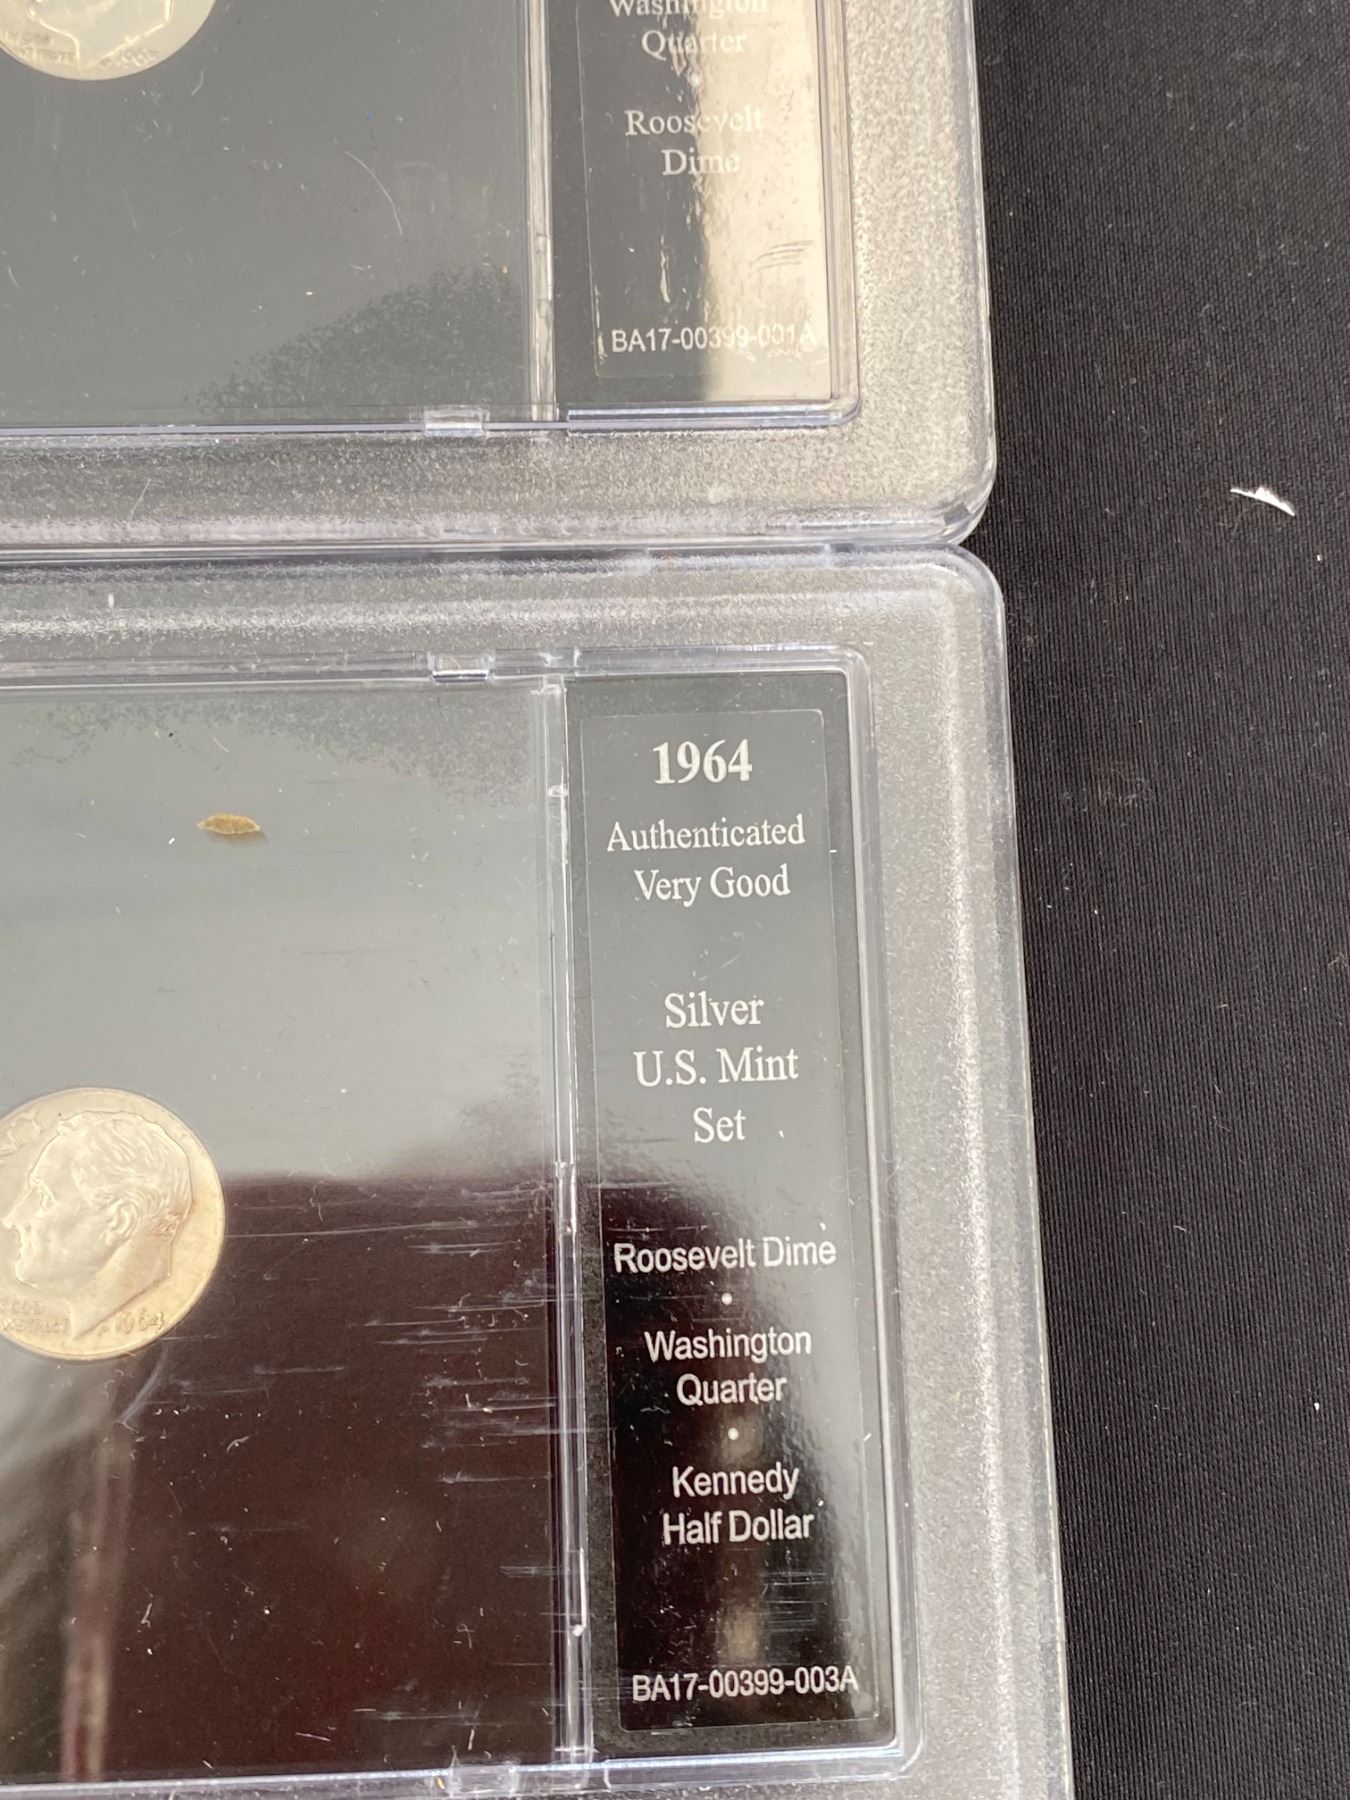 Washington
Quarter
Roosevelt
Dime
BA17-00399-001A
1964
Authenticated
Very Good
Silver
U.S. Mint
Set
Roosevelt Dime
•
Washington
Quarter
•
Kennedy
Half Dollar
BA17-00399-003A
1964